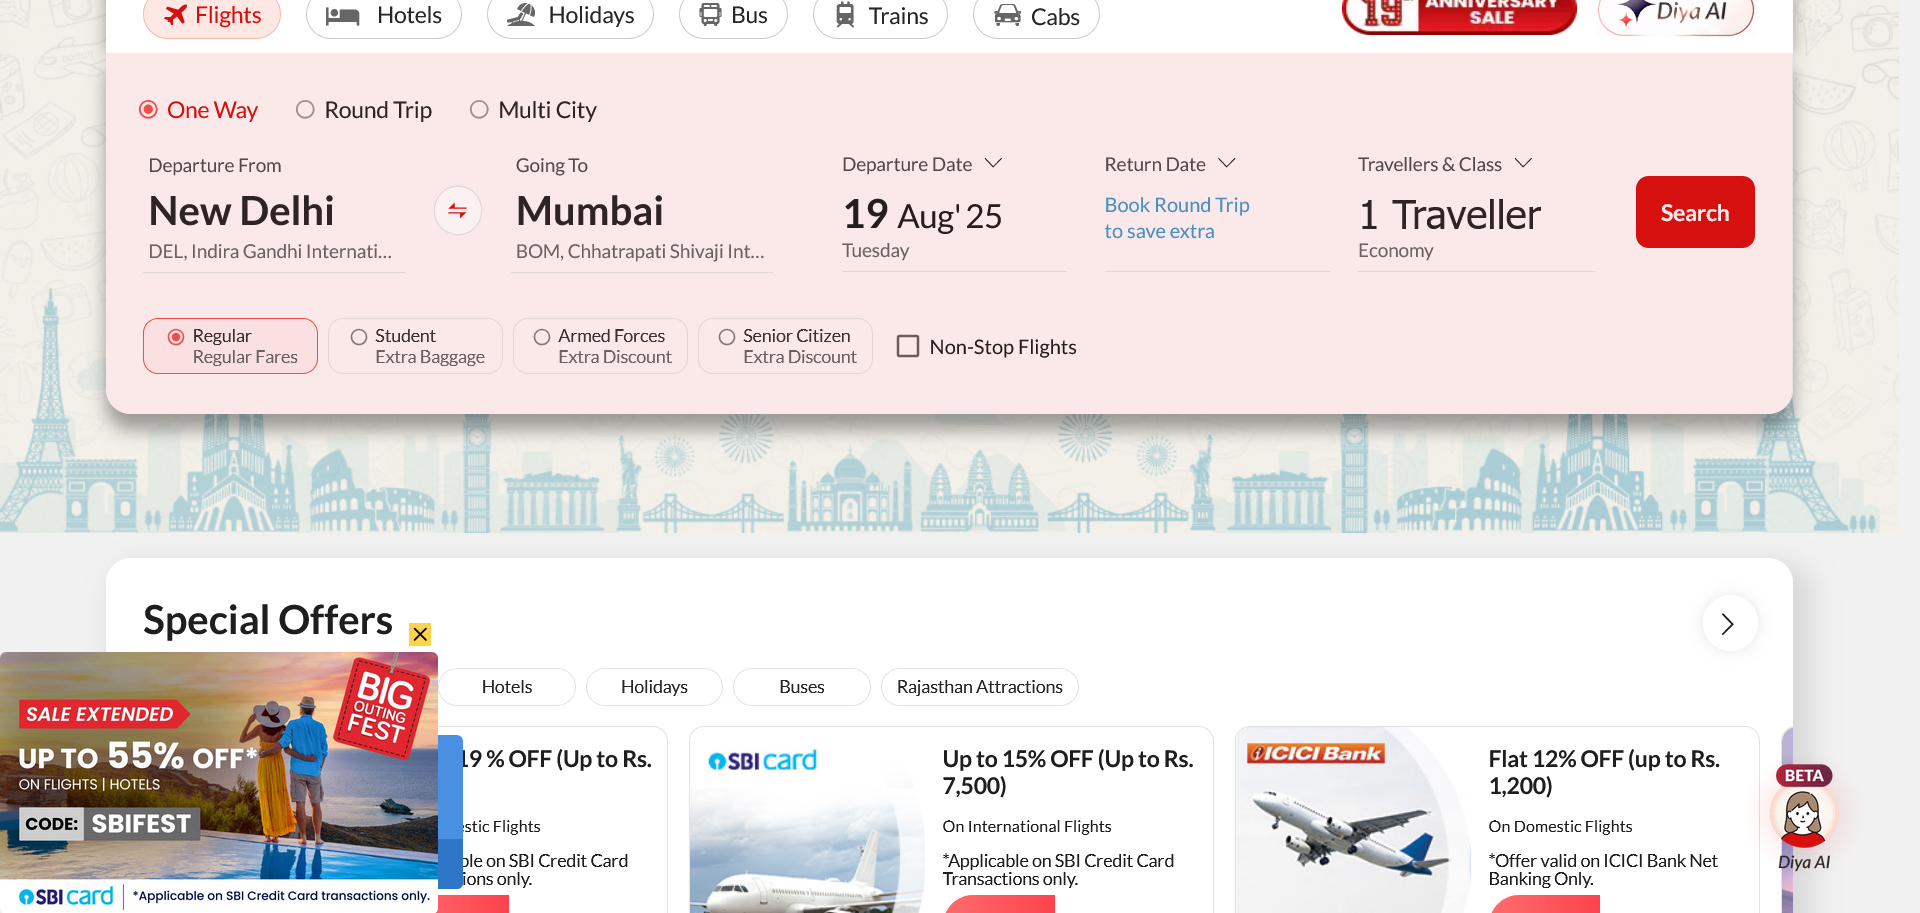 Flights
Hotels
Holidays
Bus
Trains
Cabs
19th ANNIVERSARY
SALE
Diya AI
One Way
Round Trip
Multi City
Departure From
New Delhi
DEL, Indira Gandhi Internati...
Going To
Mumbai
BOM, Chhatrapati Shivaji Int...
Departure Date
19 Aug' 25
Tuesday
Return Date
Book Round Trip
to save extra
Travellers & Class
1 Traveller
Economy
Search
Regular
Regular Fares
Student
Extra Baggage
Armed Forces
Extra Discount
Senior Citizen
Extra Discount
Non-Stop Flights
Special Offers
Hotels
Holidays
Buses
Rajasthan Attractions
BIG
OUTING
FEST
SALE EXTENDED
UP TO 55% OFF*
ON FLIGHTS | HOTELS
CODE: SBIFEST
SBI card
*Applicable on SBI Credit Card transactions only.
19 % OFF (Up to Rs.
stic Flights
ble on SBI Credit Card
ions only.
SBI card
Up to 15% OFF (Up to Rs.
7,500)
On International Flights
*Applicable on SBI Credit Card
Transactions only.
ICICI Bank
Flat 12% OFF (up to Rs.
1,200)
On Domestic Flights
*Offer valid on ICICI Bank Net
Banking Only.
BETA
Diya AI